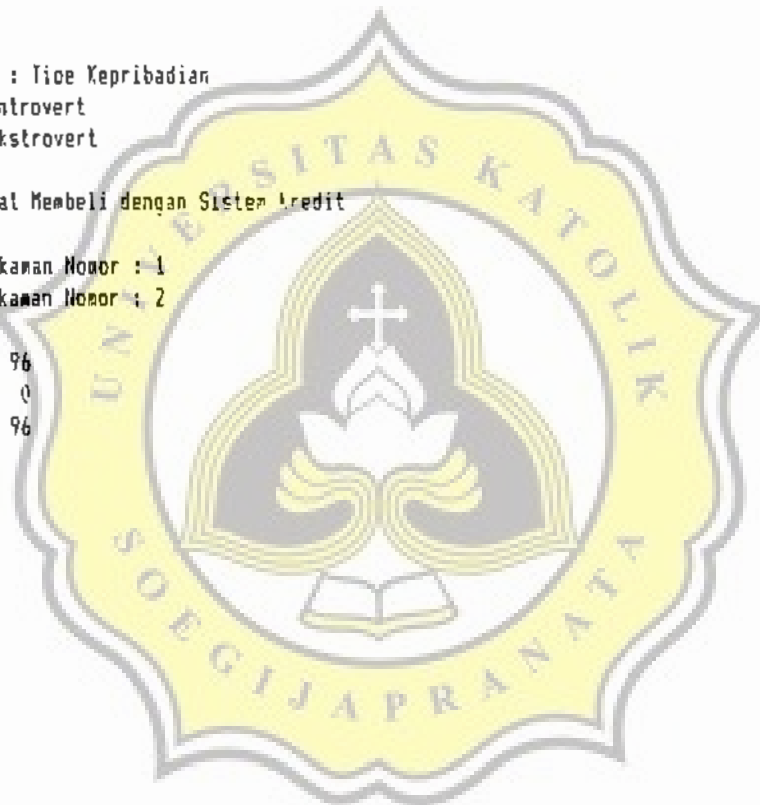 : Tipe Kepribadian
ntrovert
kstrovert
at Membeli dengan Sistem Kredit
kaman Nomor : 1
kaman Nomor : 2
96
0
96
UNIVERSITAS KATOLIK
SOEGIJAPRANATA